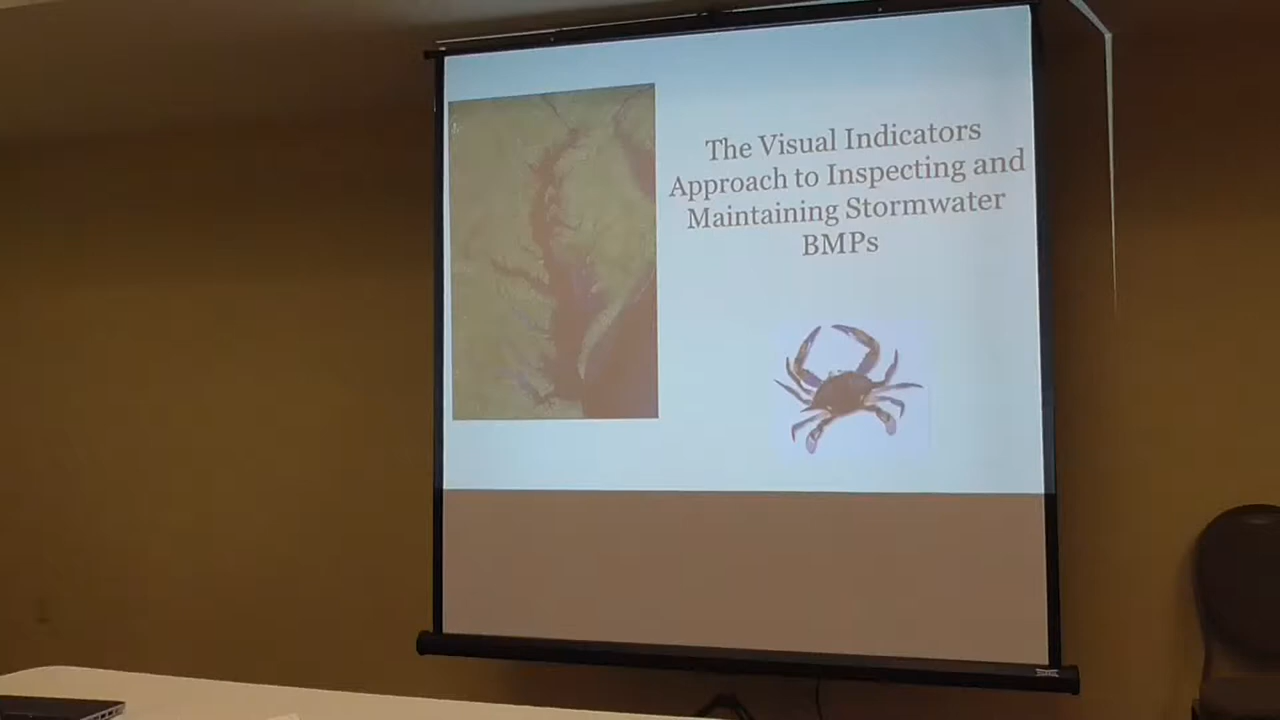 The Visual Indicators
Approach to Inspecting and
Maintaining Stormwater
BMPs